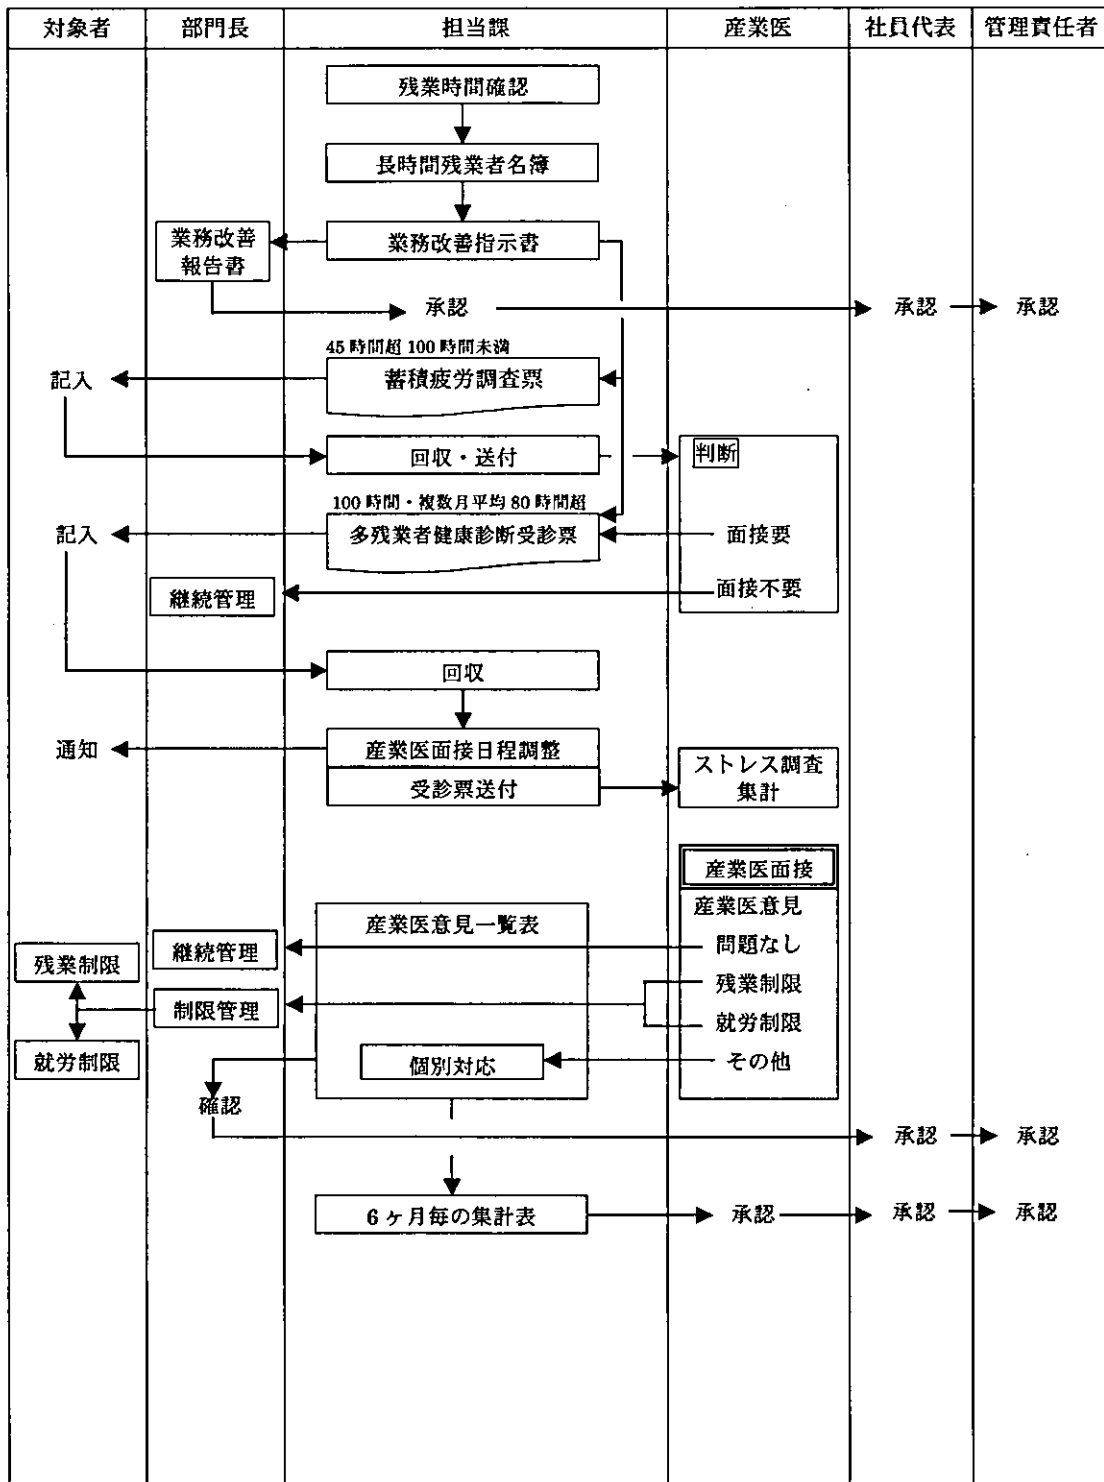 対象者 部門長 担当課 産業医 社員代表 管理責任者
残業時間確認
長時間残業者名簿
業務改善
報告書
業務改善指示書
承認 承認 承認
45時間超100時間未満
記入 蓄積疲労調査票
回収・送付 判断
100時間・複数月平均80時間超
記入 多残業者健康診断受診票 面接要
継続管理 面接不要
回収
通知 産業医面接日程調整
受診票送付
ストレス調査
集計
産業医面接
産業医意見一覧表 産業医意見
継続管理 問題なし
残業制限
制限管理 残業制限
就労制限
就労制限 個別対応 その他
確認
承認 承認
6ヶ月毎の集計表 承認 承認 承認